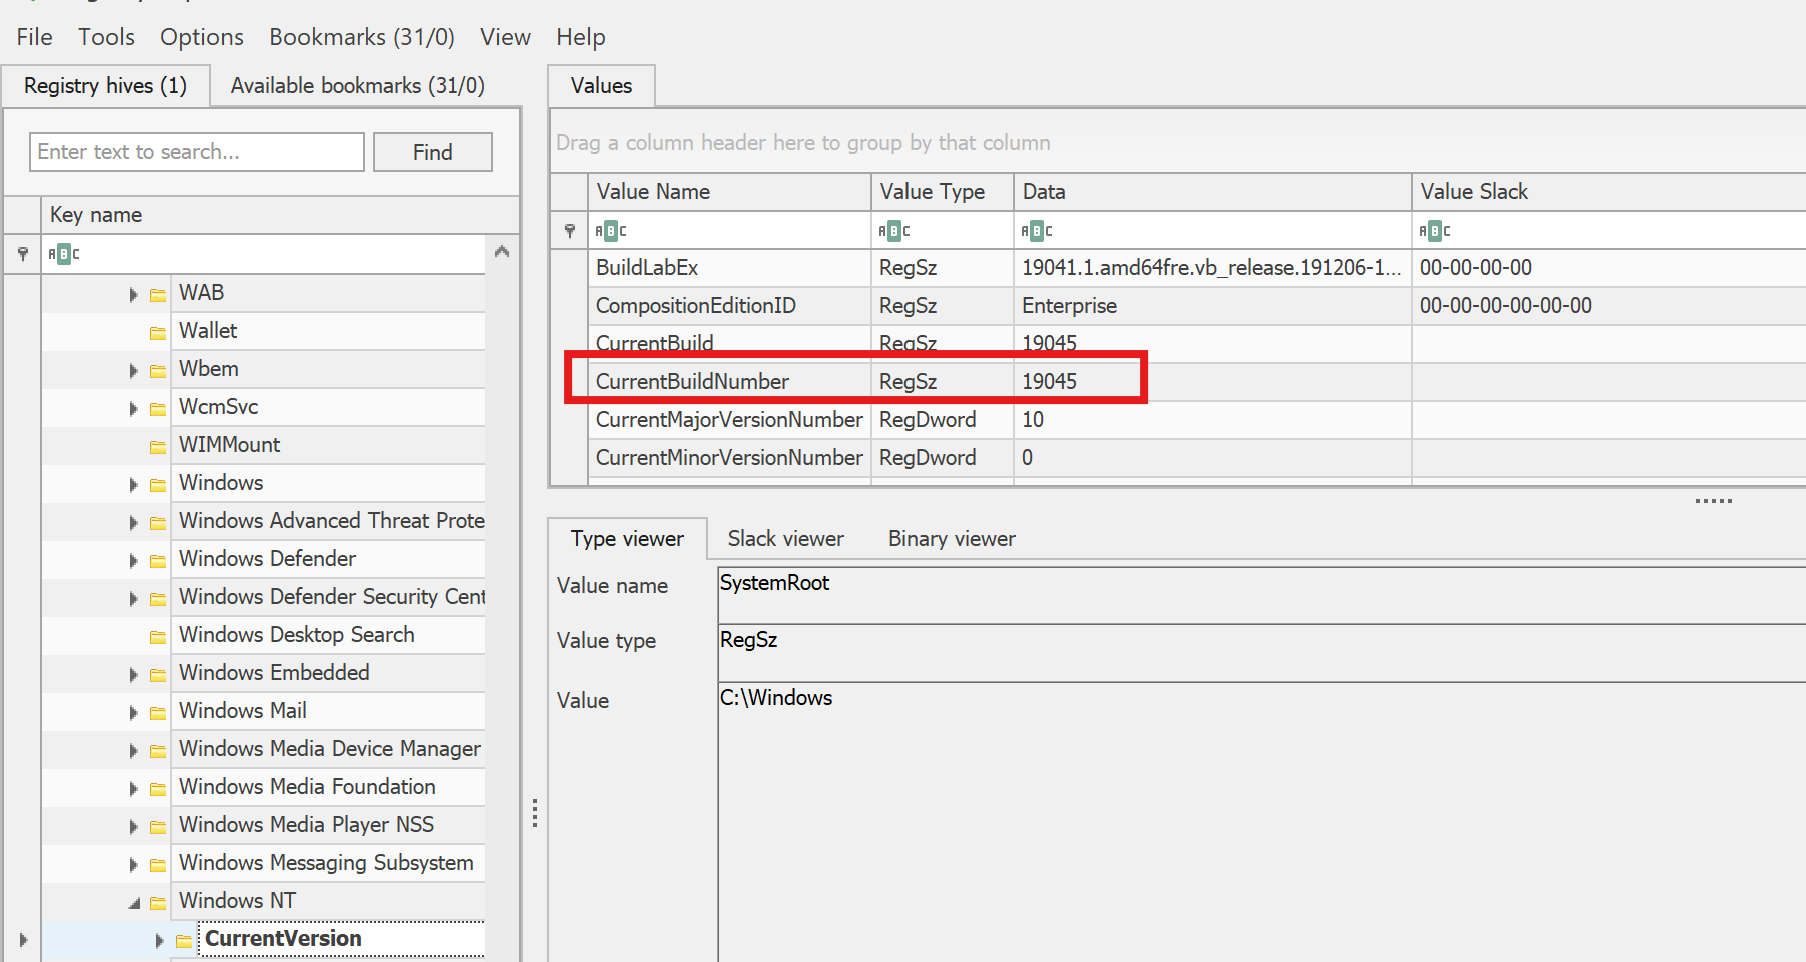 File Tools Options Bookmarks (31/0) View Help
Registry hives (1) Available bookmarks (31/0)
Enter text to search... Find
Key name
ABC
WAB
Wallet
Wbem
WcmSvc
WIMMount
Windows
Windows Advanced Threat Prote
Windows Defender
Windows Defender Security Cent
Windows Desktop Search
Windows Embedded
Windows Mail
Windows Media Device Manager
Windows Media Foundation
Windows Media Player NSS
Windows Messaging Subsystem
Windows NT
CurrentVersion
Values
Drag a column header here to group by that column
Value Name Value Type Data Value Slack
ABC ABC ABC ABC
BuildLabEx RegSz 19041.1.amd64fre.vb_release.191206-1... 00-00-00-00
CompositionEditionID RegSz Enterprise 00-00-00-00-00-00
CurrentBuild RegSz 19045
CurrentBuildNumber RegSz 19045
CurrentMajorVersionNumber RegDword 10
CurrentMinorVersionNumber RegDword 0
Type viewer Slack viewer Binary viewer
Value name SystemRoot
Value type RegSz
Value C:\Windows